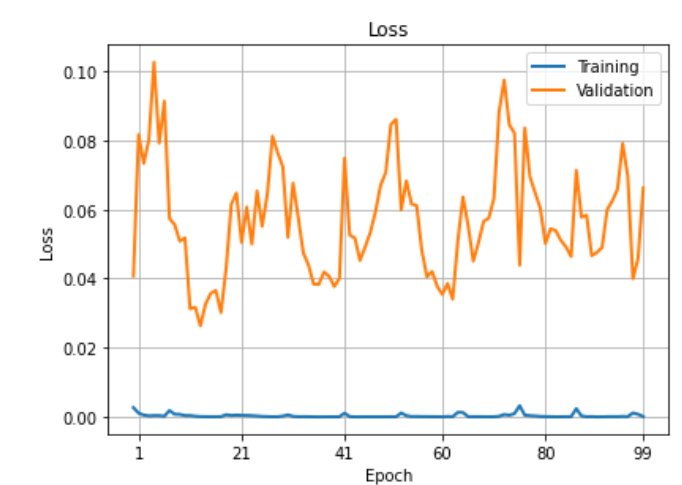 Loss
Training
Validation
0.10
0.08
0.06
0.04
0.02
0.00
Loss
1 21 41 60 80 99
Epoch